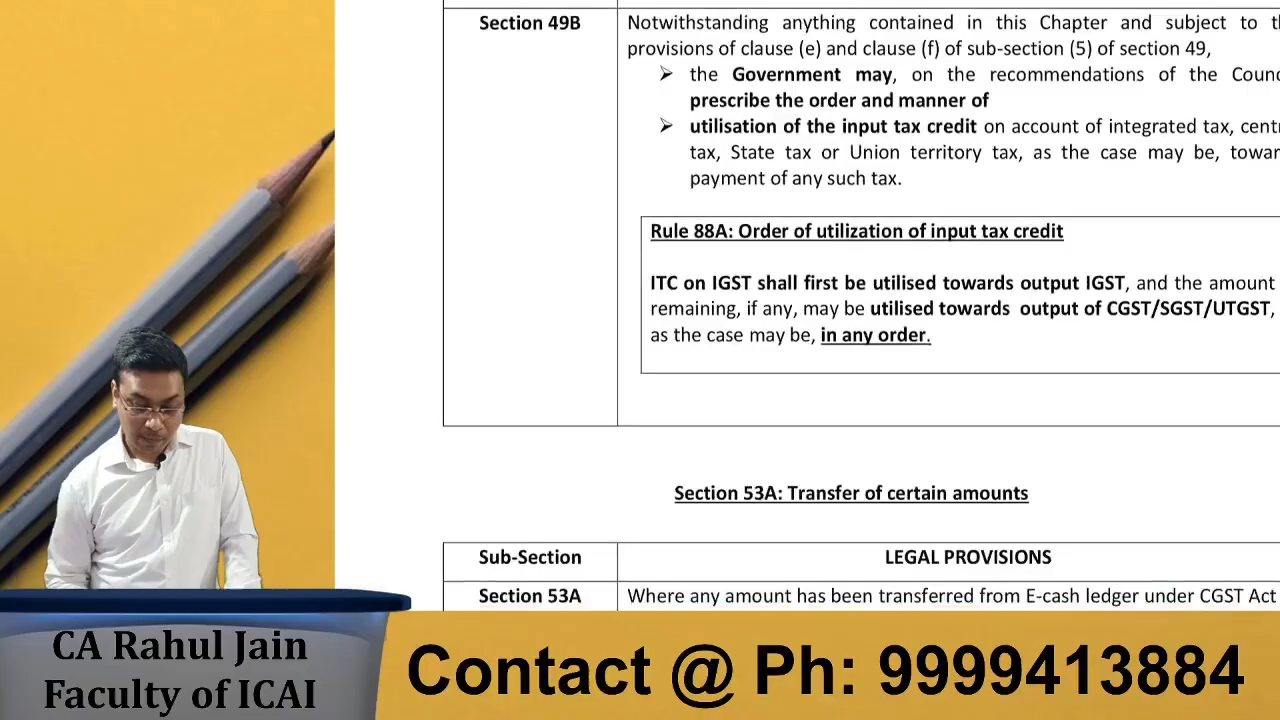 Section 49B
Notwithstanding anything contained in this Chapter and subject to
provisions of clause (e) and clause (f) of sub-section (5) of section 49,
➢ the Government may, on the recommendations of the
prescribe the order and manner of
➢ utilisation of the input tax credit on account of integrated tax,
tax, State tax or Union territory tax, as the case may be,
payment of any such tax.
Rule 88A: Order of utilization of input tax credit
ITC on IGST shall first be utilised towards output IGST, and the amount
remaining, if any, may be utilised towards output of CGST/SGST/UTGST,
as the case may be, in any order.
Section 53A: Transfer of certain amounts
Sub-Section LEGAL PROVISIONS
Section 53A Where any amount has been transferred from E-cash ledger under CGST Act
CA Rahul Jain
Faculty of ICAI
Contact @ Ph: 9999413884